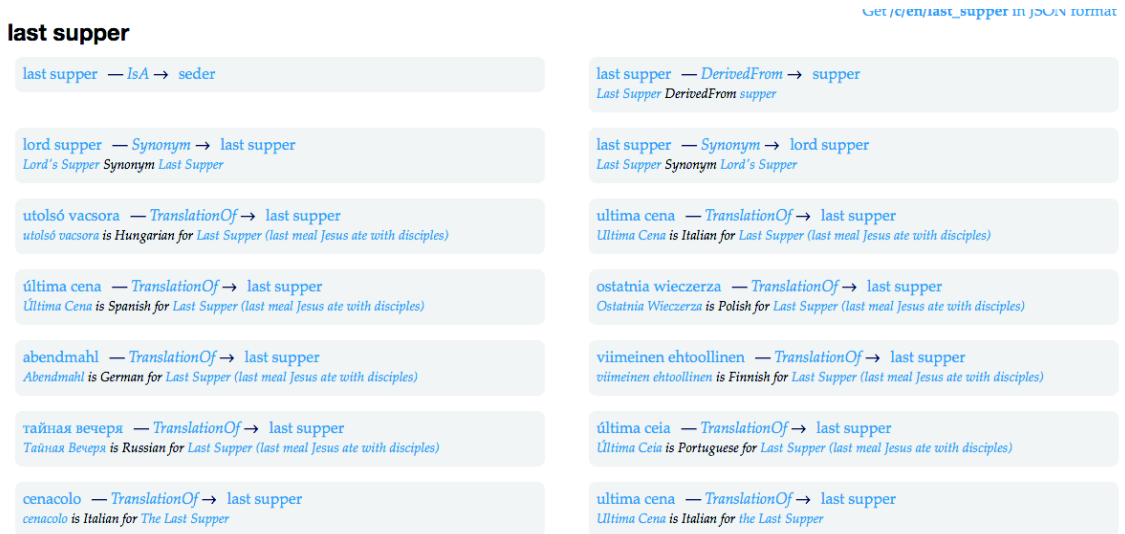 Get /c/en/last_supper in JSON format
last supper
last supper — IsA → seder
last supper — DerivedFrom → supper
Last Supper DerivedFrom supper
lord supper — Synonym → last supper
Lord's Supper Synonym Last Supper
last supper — Synonym → lord supper
Last Supper Synonym Lord's Supper
utolsó vacsora — TranslationOf → last supper
utolsó vacsora is Hungarian for Last Supper (last meal Jesus ate with disciples)
ultima cena — TranslationOf → last supper
Ultima Cena is Italian for Last Supper (last meal Jesus ate with disciples)
última cena — TranslationOf → last supper
Última Cena is Spanish for Last Supper (last meal Jesus ate with disciples)
ostatnia wieczerza — TranslationOf → last supper
Ostatnia Wieczerza is Polish for Last Supper (last meal Jesus ate with disciples)
abendmahl — TranslationOf → last supper
Abendmahl is German for Last Supper (last meal Jesus ate with disciples)
viimeinen ehtoollinen — TranslationOf → last supper
viimeinen ehtoollinen is Finnish for Last Supper (last meal Jesus ate with disciples)
тайная вечеря — TranslationOf → last supper
Тайная Вечеря is Russian for Last Supper (last meal Jesus ate with disciples)
última ceia — TranslationOf → last supper
Última Ceia is Portuguese for Last Supper (last meal Jesus ate with disciples)
cenacolo — TranslationOf → last supper
cenacolo is Italian for The Last Supper
ultima cena — TranslationOf → last supper
Ultima Cena is Italian for the Last Supper